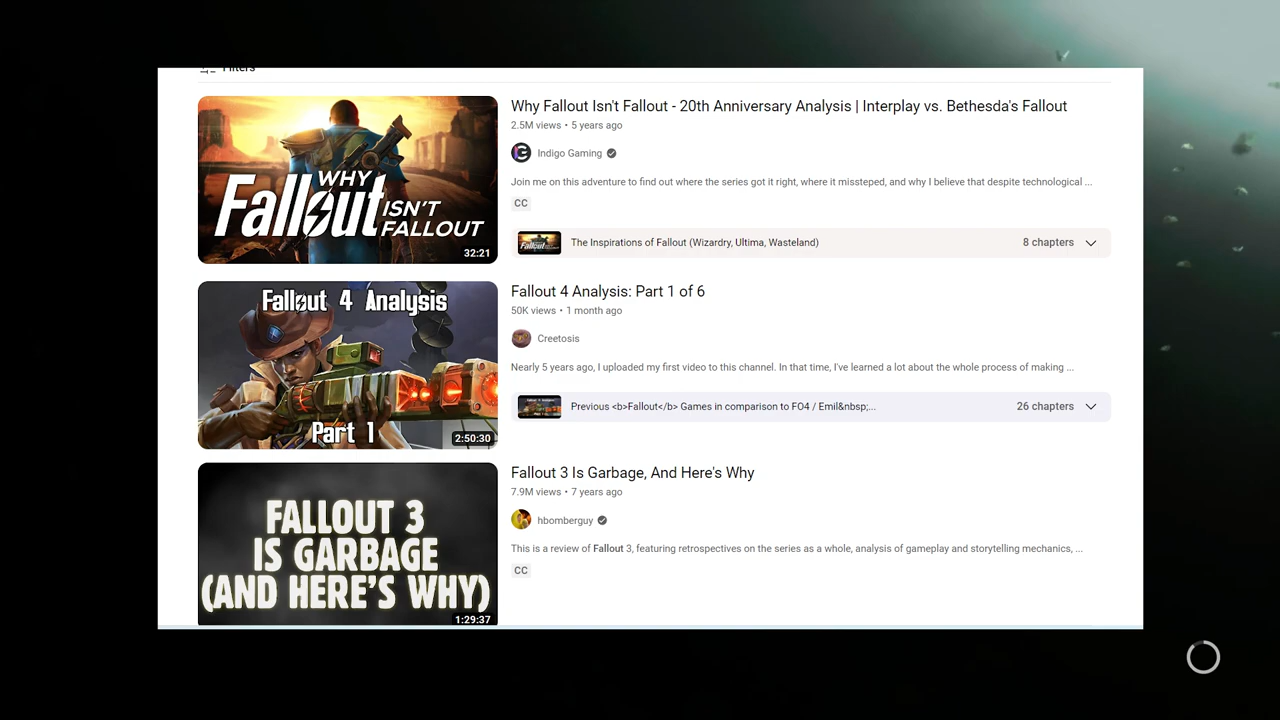 Filters
WHY
Fallout
ISN'T
FALLOUT
32:21
Why Fallout Isn't Fallout - 20th Anniversary Analysis | Interplay vs. Bethesda's Fallout
2.5M views • 5 years ago
Indigo Gaming
Join me on this adventure to find out where the series got it right, where it missteped, and why I believe that despite technological ...
CC
The Inspirations of Fallout (Wizardry, Ultima, Wasteland)
8 chapters
Fallout 4 Analysis
Part 1
2:50:30
Fallout 4 Analysis: Part 1 of 6
50K views • 1 month ago
Creetosis
Nearly 5 years ago, I uploaded my first video to this channel. In that time, I've learned a lot about the whole process of making ...
Previous <b>Fallout</b> Games in comparison to FO4 / Emil&nbsp;...
26 chapters
FALLOUT 3
IS GARBAGE
(AND HERE'S WHY)
1:29:37
Fallout 3 Is Garbage, And Here's Why
7.9M views • 7 years ago
hbomberguy
This is a review of Fallout 3, featuring retrospectives on the series as a whole, analysis of gameplay and storytelling mechanics, ...
CC